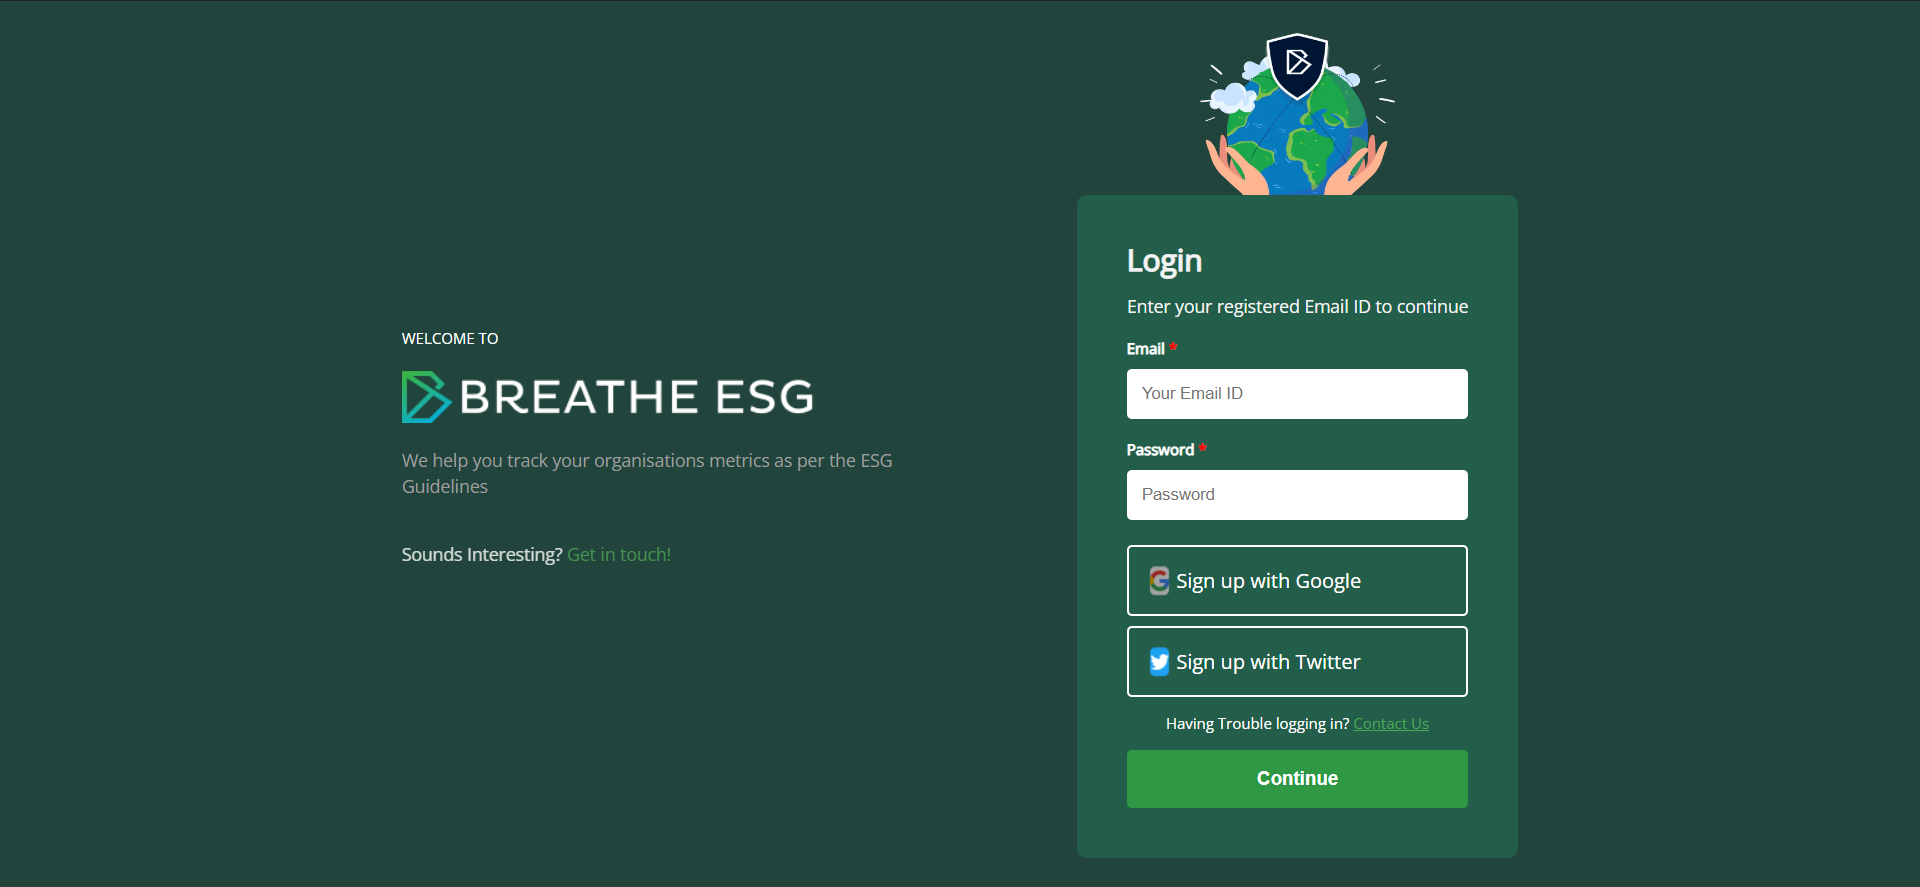 WELCOME TO
BREATHE ESG
We help you track your organisations metrics as per the ESG
Guidelines
Sounds Interesting? Get in touch!
Login
Enter your registered Email ID to continue
Email *
Your Email ID
Password *
Password
Sign up with Google
Sign up with Twitter
Having Trouble logging in? Contact Us
Continue